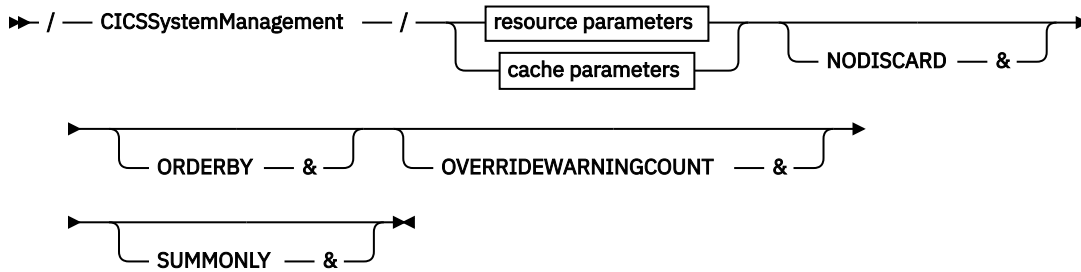 / CICSSystemManagement / resource parameters
cache parameters
NODISCARD &
ORDERBY & OVERRIDEWARNINGCOUNT &
SUMMONLY &